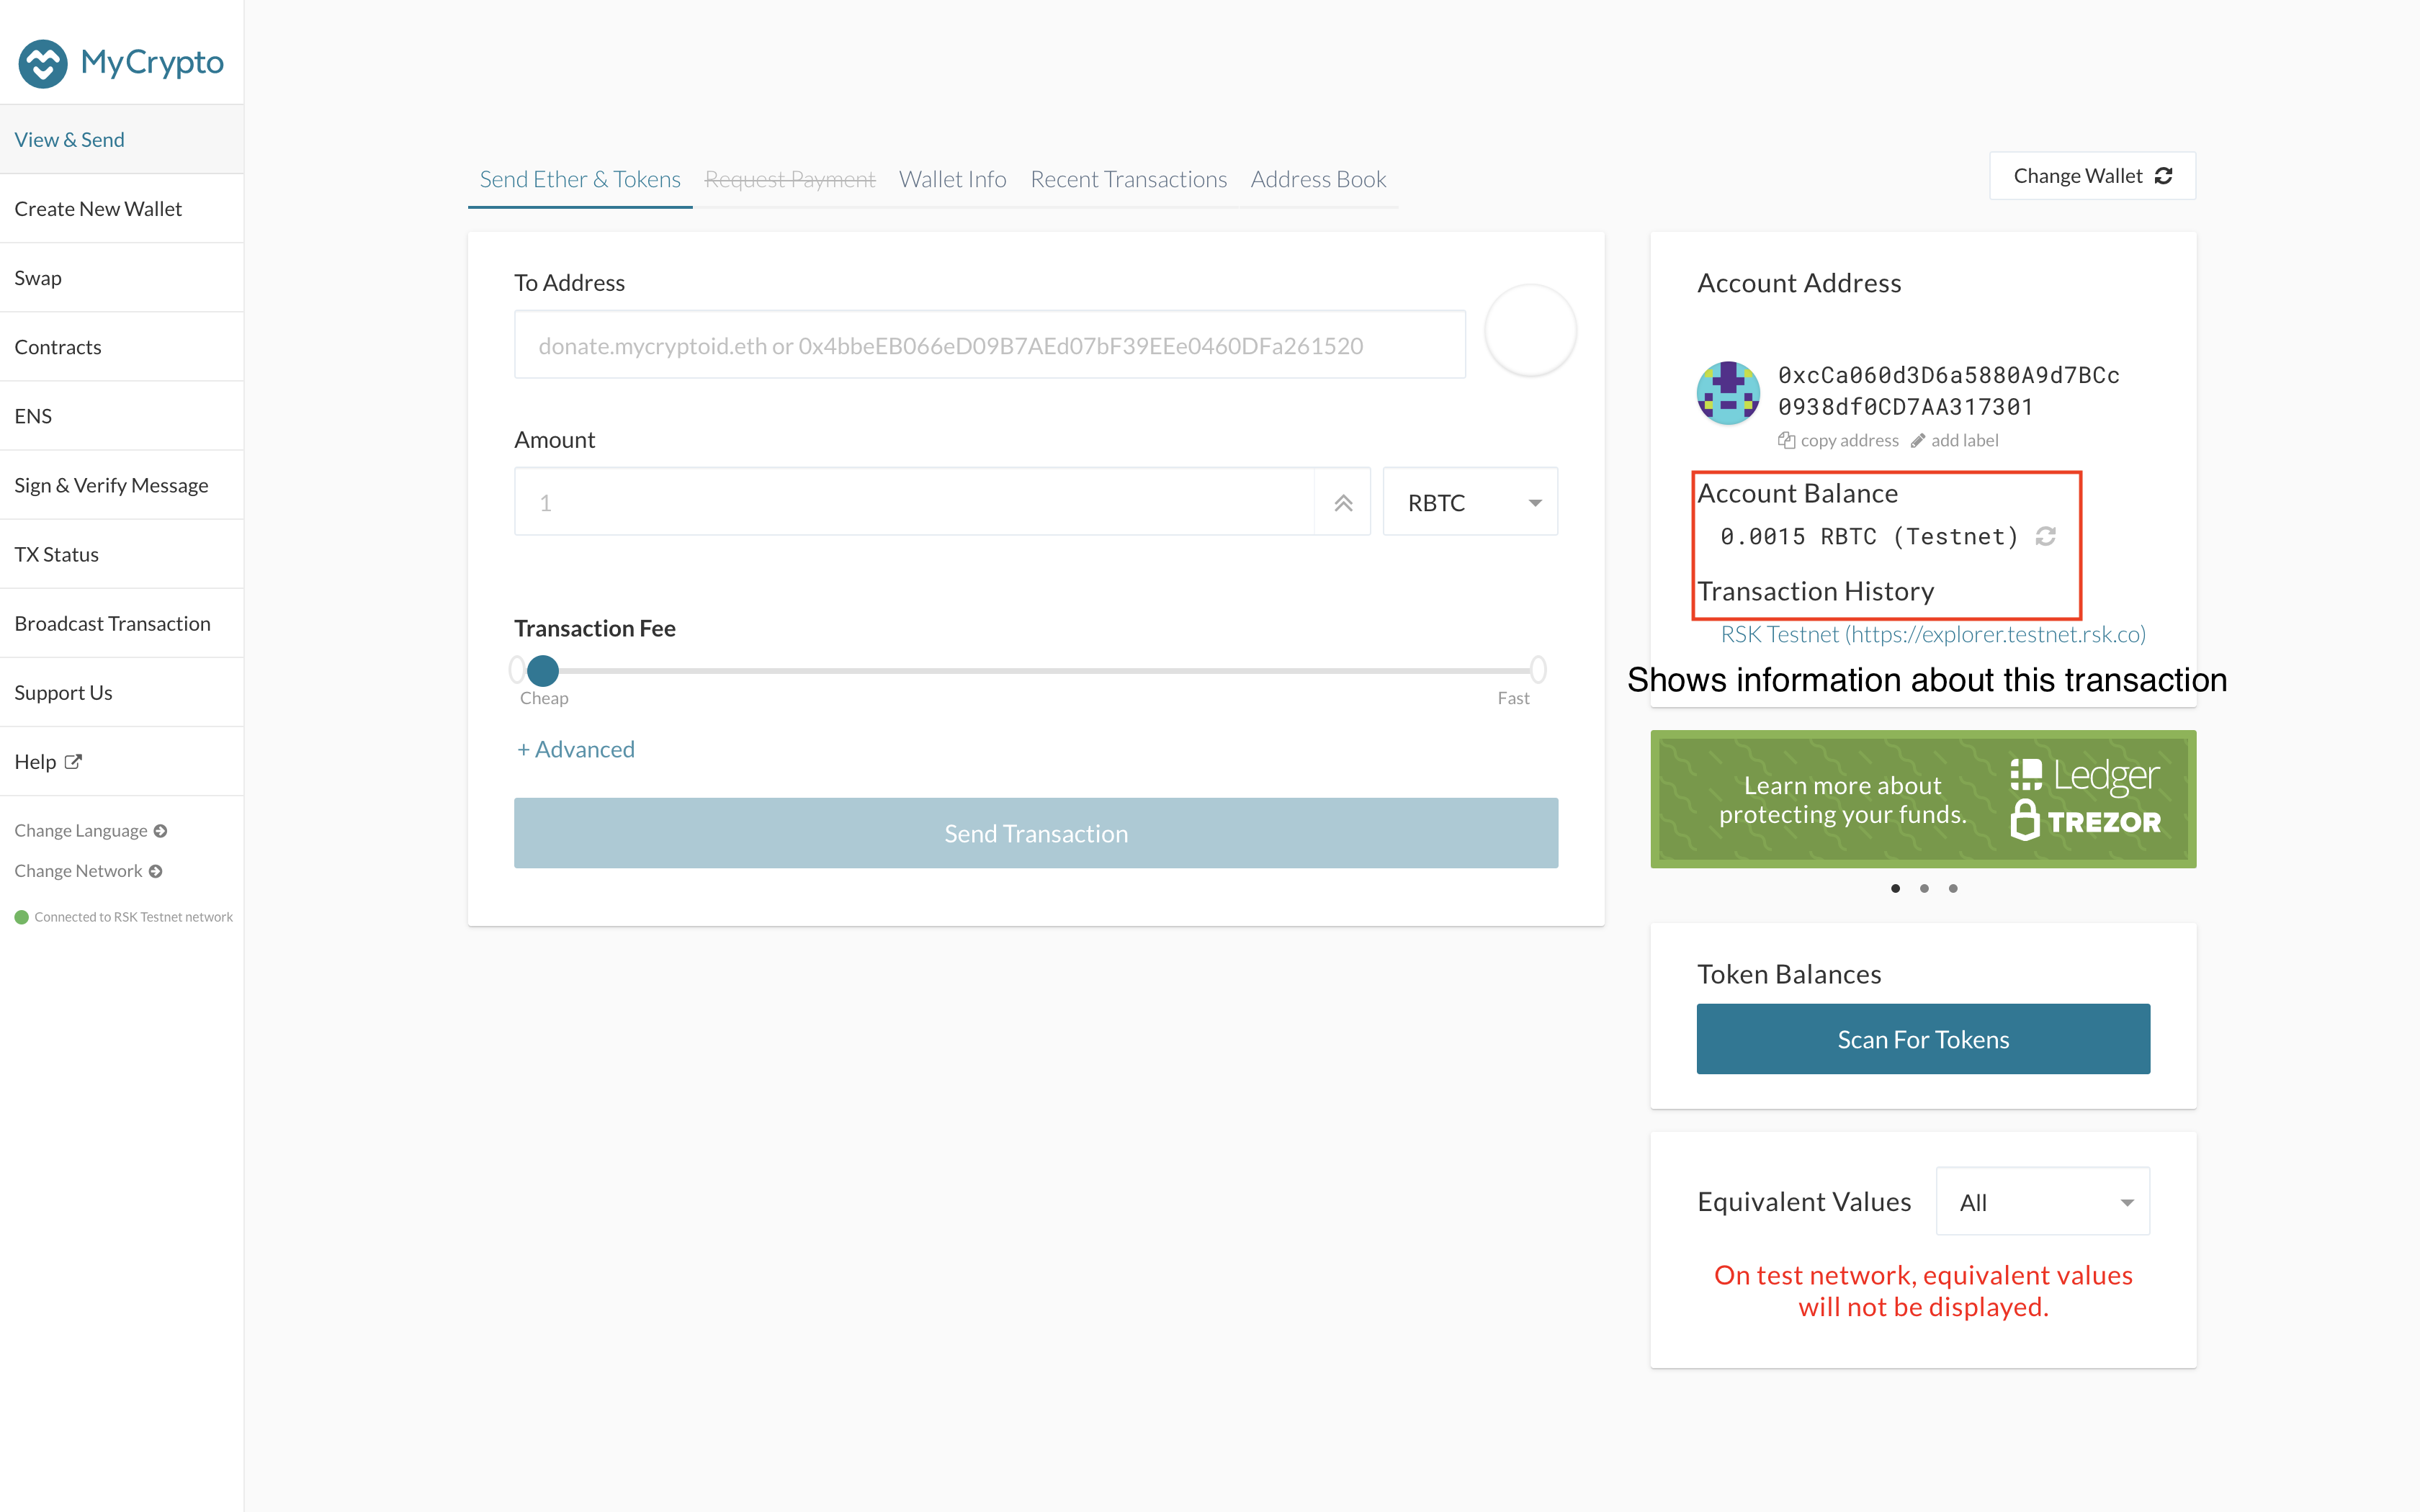 MyCrypto
View & Send
Create New Wallet
Swap
Contracts
ENS
Sign & Verify Message
TX Status
Broadcast Transaction
Support Us
Help
Change Language
Change Network
Connected to RSK Testnet network
Send Ether & Tokens
Request Payment
Wallet Info
Recent Transactions
Address Book
Change Wallet
To Address
donate.mycryptoid.eth or 0x4bbeEB066eD09B7AEd07bF39EEe0460DFa261520
Amount
1
RBTC
Transaction Fee
Cheap
Fast
+ Advanced
Send Transaction
Account Address
0xcCa060d3D6a5880A9d7BCc
0938df0CD7AA317301
copy address
add label
Account Balance
0.0015 RBTC (Testnet)
Transaction History
RSK Testnet (https://explorer.testnet.rsk.co)
Shows information about this transaction
Learn more about
protecting your funds.
Ledger
TREZOR
Token Balances
Scan For Tokens
Equivalent Values
All
On test network, equivalent values
will not be displayed.